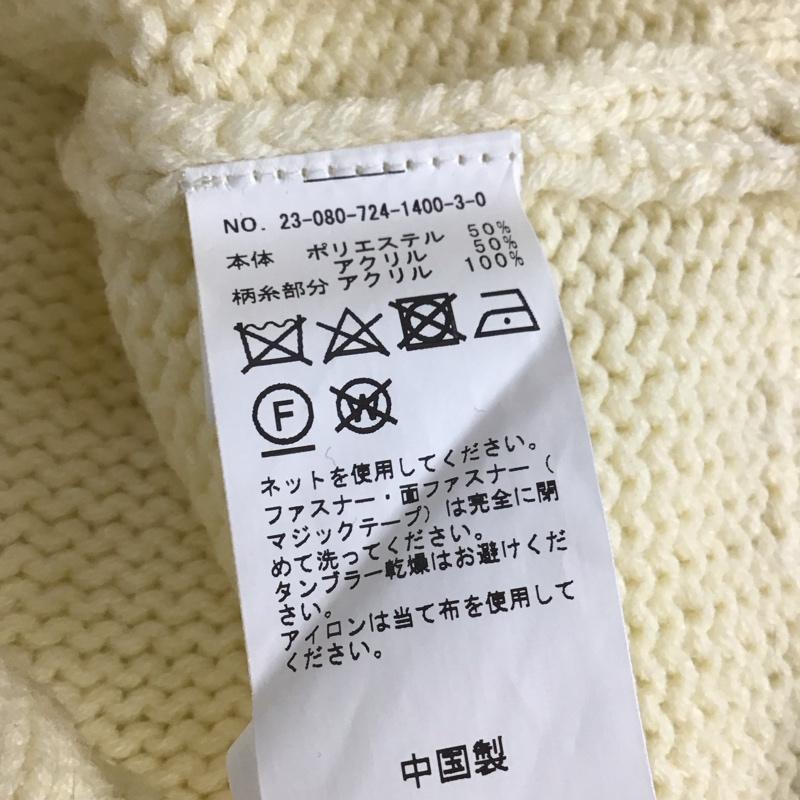 NO. 23-080-724-1400-3-0
本体 ポリエステル 50%
アクリル 50%
柄糸部分 アクリル 100%
F W
ネットを使用してください。
ファスナー・面ファスナー(
マジックテープ)は完全に閉
めて洗ってください。
タンブラー乾燥はお避けくだ
さい。
アイロンは当て布を使用して
ください。
中国製